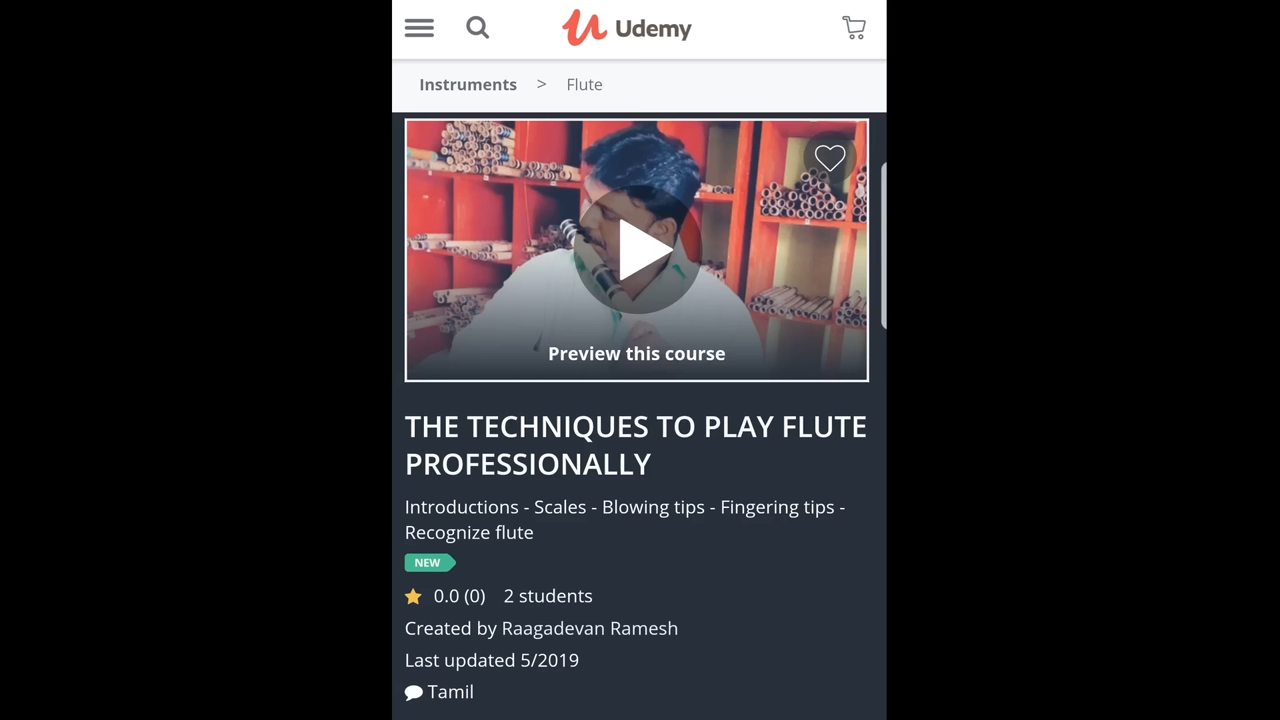 Udemy
Instruments > Flute
Preview this course
THE TECHNIQUES TO PLAY FLUTE
PROFESSIONALLY
Introductions - Scales - Blowing tips - Fingering tips -
Recognize flute
NEW
0.0 (0) 2 students
Created by Raagadevan Ramesh
Last updated 5/2019
Tamil